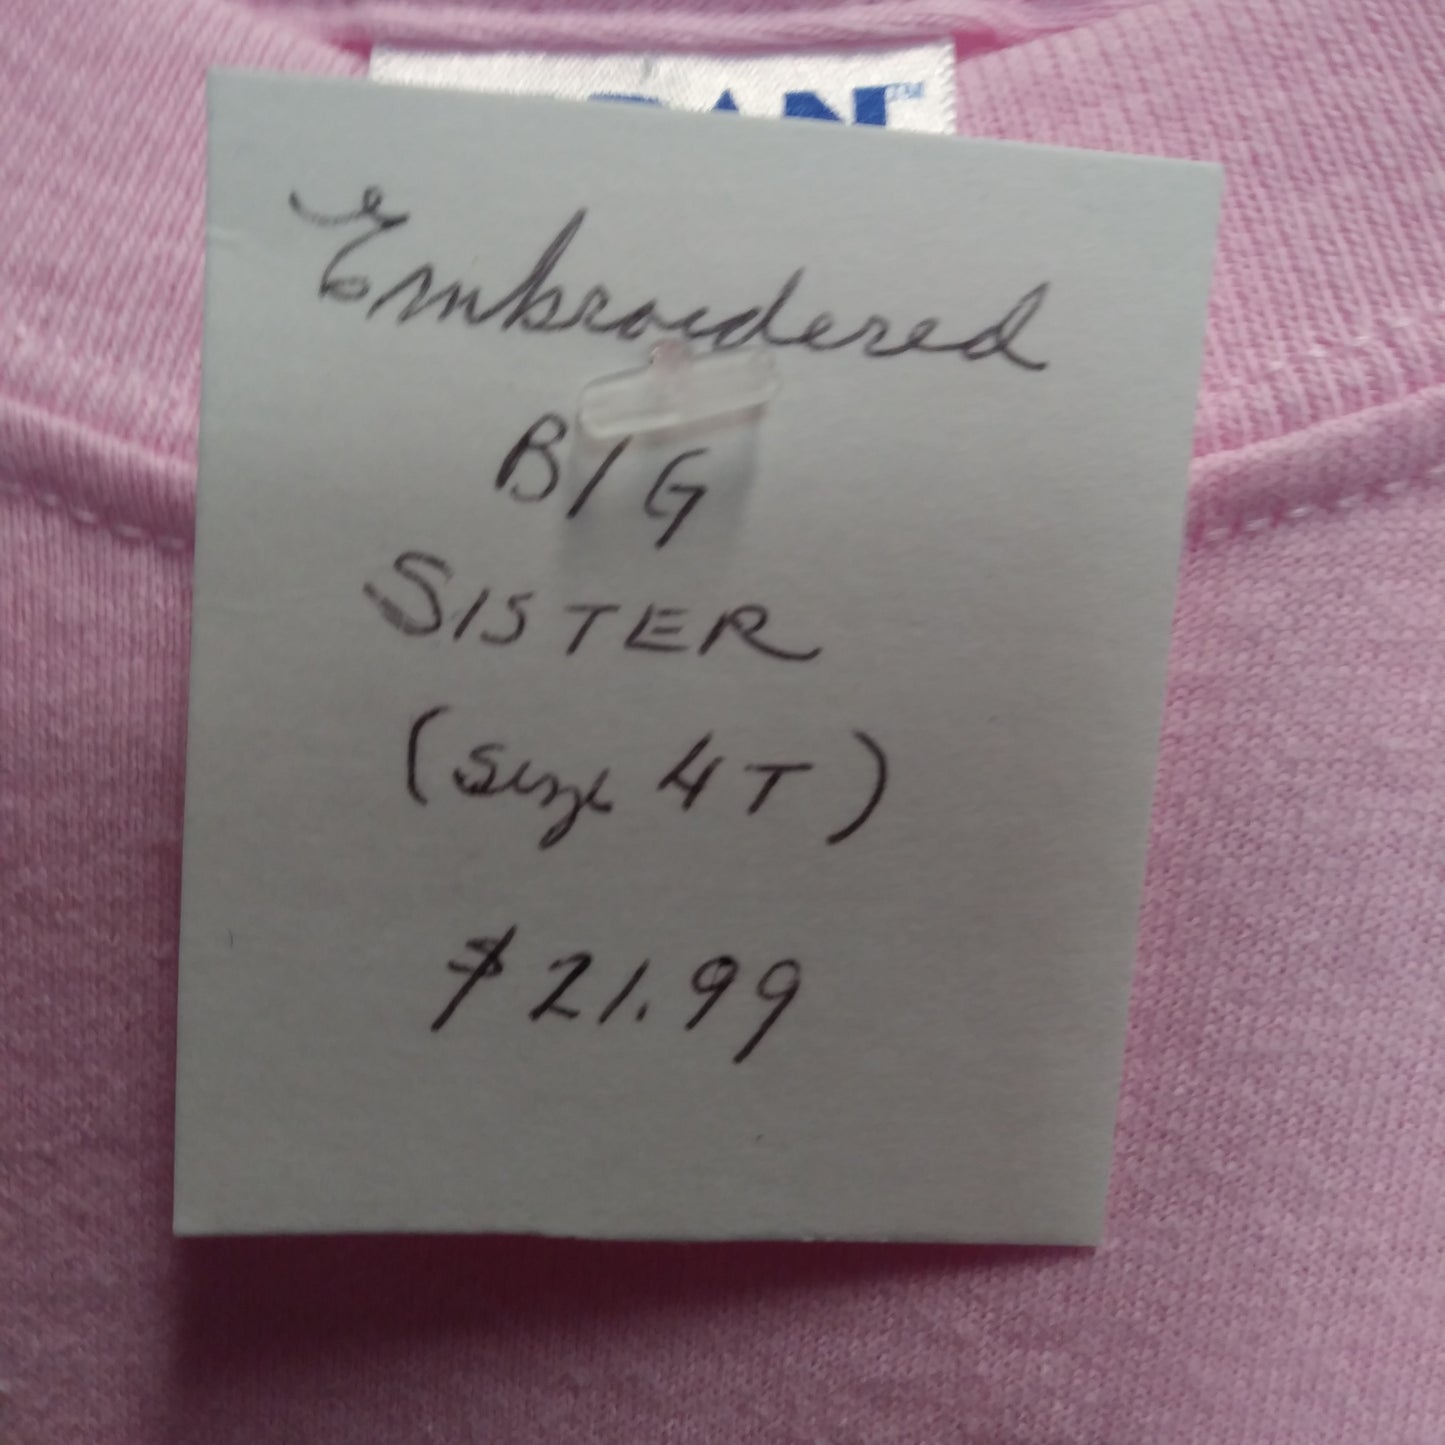 Embroidered
BIG
SISTER
(Size 4T)
$21.99